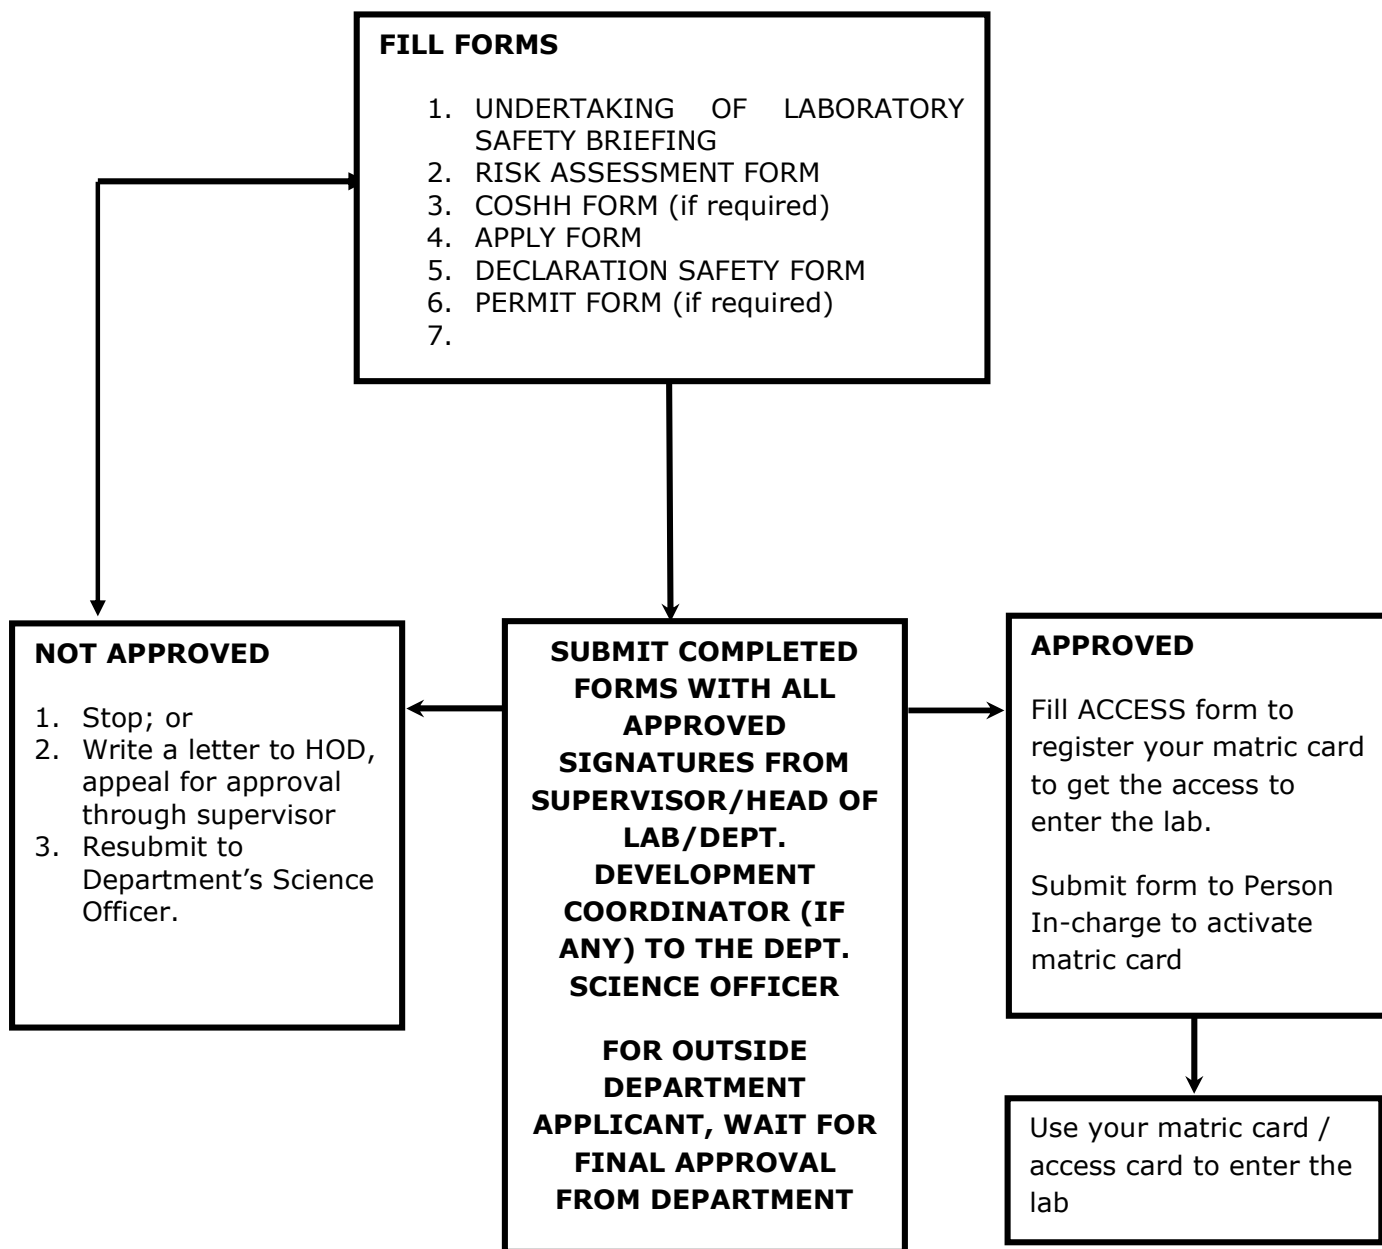 FILL FORMS
1. UNDERTAKING OF LABORATORY
SAFETY BRIEFING
2. RISK ASSESSMENT FORM
3. COSHH FORM (if required)
4. APPLY FORM
5. DECLARATION SAFETY FORM
6. PERMIT FORM (if required)
7.
NOT APPROVED
1. Stop; or
2. Write a letter to HOD,
appeal for approval
through supervisor
3. Resubmit to
Department’s Science
Officer.
SUBMIT COMPLETED
FORMS WITH ALL
APPROVED
SIGNATURES FROM
SUPERVISOR/HEAD OF
LAB/DEPT.
DEVELOPMENT
COORDINATOR (IF
ANY) TO THE DEPT.
SCIENCE OFFICER
FOR OUTSIDE
DEPARTMENT
APPLICANT, WAIT FOR
FINAL APPROVAL
FROM DEPARTMENT
APPROVED
Fill ACCESS form to
register your matric card
to get the access to
enter the lab.
Submit form to Person
In-charge to activate
matric card
Use your matric card /
access card to enter the
lab